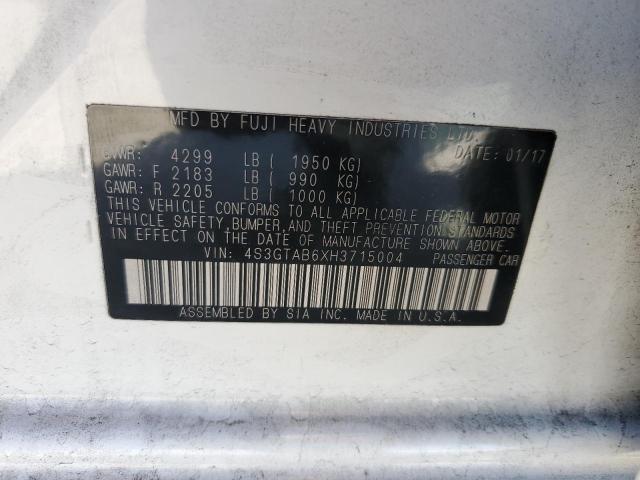 MFD BY FUJI HEAVY INDUSTRIES LTD.
DATE: 01/17
GVWR: 4299 LB ( 1950 KG)
GAWR: F 2183 LB ( 990 KG)
GAWR: R 2205 LB ( 1000 KG)
THIS VEHICLE CONFORMS TO ALL APPLICABLE FEDERAL MOTOR
VEHICLE SAFETY, BUMPER, AND THEFT PREVENTION STANDARDS
IN EFFECT ON THE DATE OF MANUFACTURE SHOWN ABOVE.
VIN: 4S3GTAB6XH3715004 PASSENGER CAR
ASSEMBLED BY SIA INC. MADE IN U.S.A.